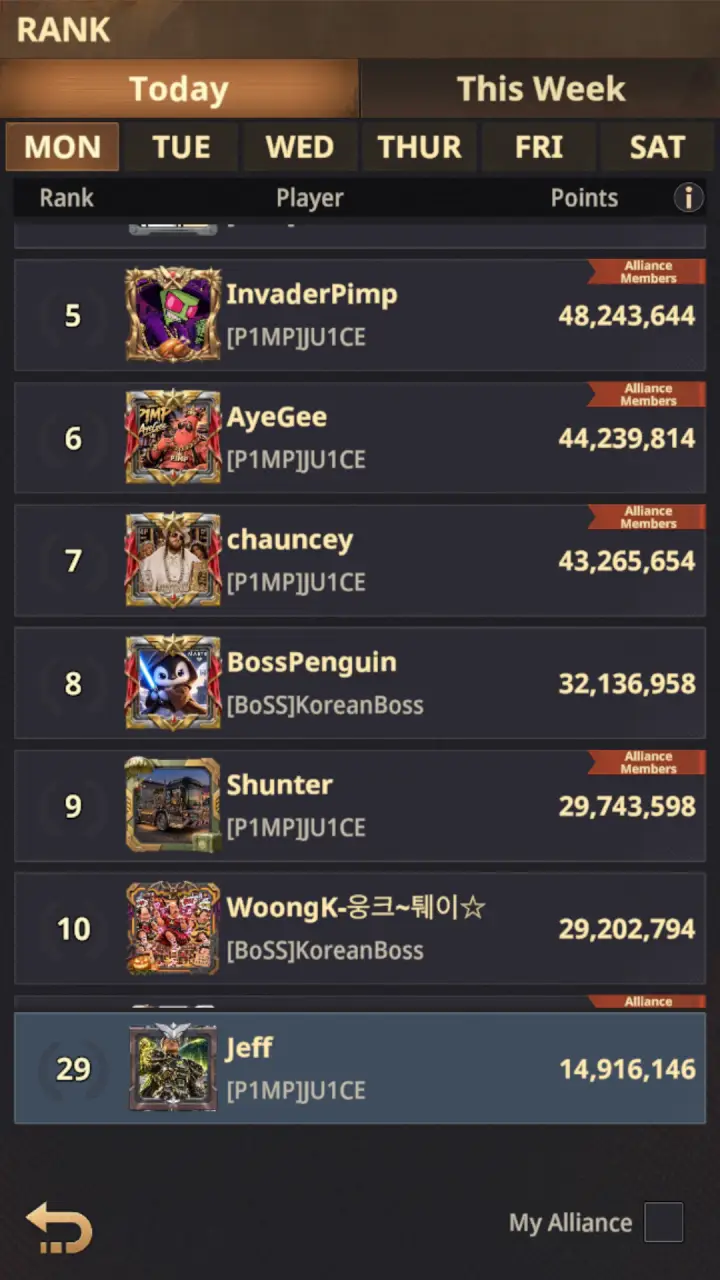 RANK
Today
This Week
MON
TUE
WED
THUR
FRI
SAT
Rank
Player
Points
i
Alliance
Members
5
InvaderPimp
[P1MP]JU1CE
48,243,644
Alliance
Members
6
AyeGee
[P1MP]JU1CE
44,239,814
Alliance
Members
7
chauncey
[P1MP]JU1CE
43,265,654
8
BossPenguin
[BoSS]KoreanBoss
32,136,958
Alliance
Members
9
Shunter
[P1MP]JU1CE
29,743,598
10
WoongK-웅크~퉤이☆
[BoSS]KoreanBoss
29,202,794
Alliance
29
Jeff
[P1MP]JU1CE
14,916,146
My Alliance